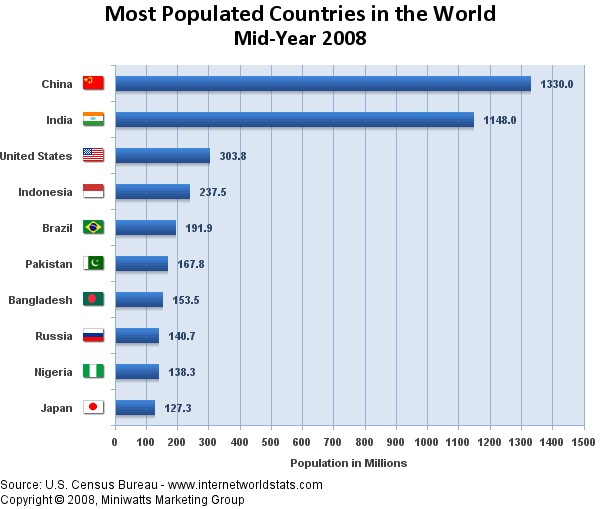 Most Populated Countries in the World
Mid-Year 2008
China 1330.0
India 1148.0
United States 303.8
Indonesia 237.5
Brazil 191.9
Pakistan 167.8
Bangladesh 153.5
Russia 140.7
Nigeria 138.3
Japan 127.3
0 100 200 300 400 500 600 700 800 900 1000 1100 1200 1300 1400 1500
Population in Millions
Source: U.S. Census Bureau - www.internetworldstats.com
Copyright © 2008, Miniwatts Marketing Group